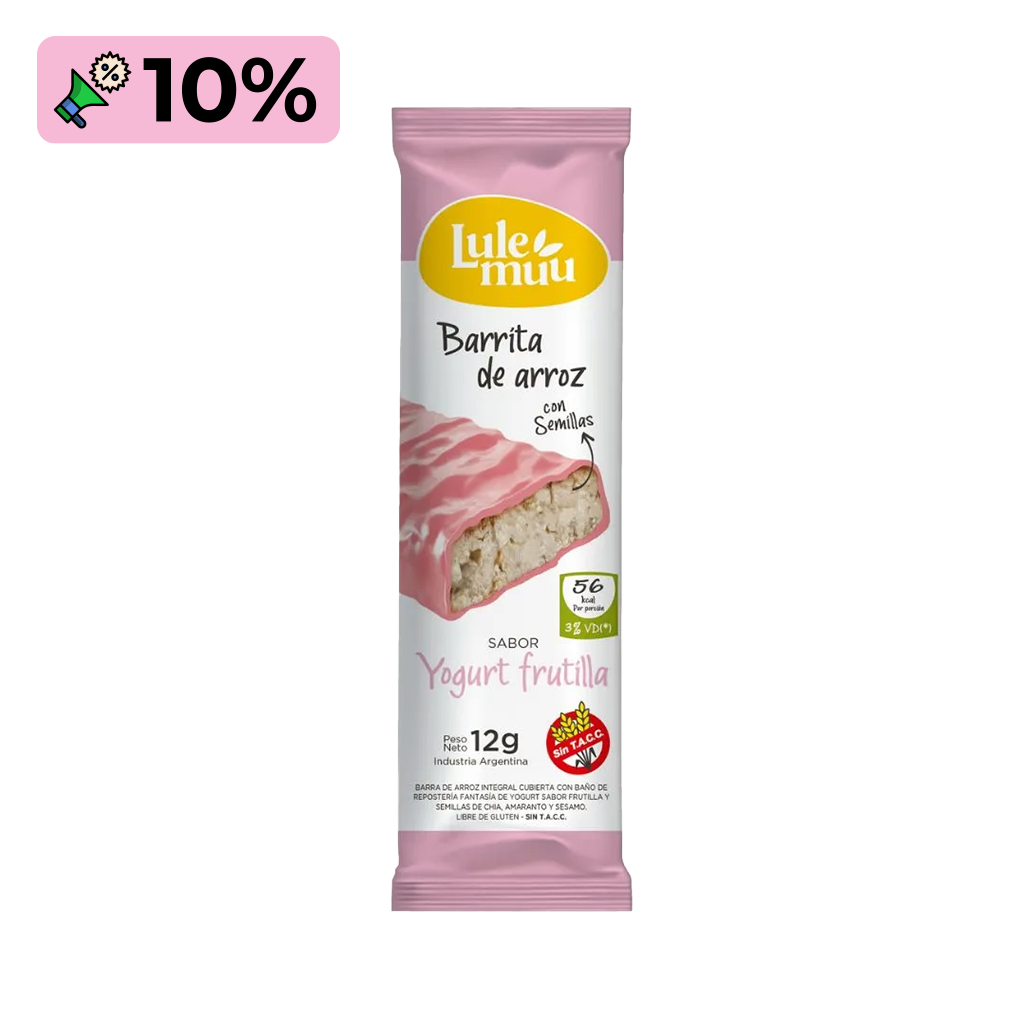 10%
Lule
muu
Barrita
de arroz
con
Semillas
56
kcal
Por porción
3% VD(*)
SABOR
Yogurt frutilla
Peso
Neto 12g
Industria Argentina
Sin T.A.C.C.
BARRA DE ARROZ INTEGRAL CUBIERTA CON BAÑO DE
REPOSTERÍA FANTASÍA DE YOGURT SABOR FRUTILLA Y
SEMILLAS DE CHIA, AMARANTO Y SESAMO.
LIBRE DE GLUTEN - SIN T.A.C.C.